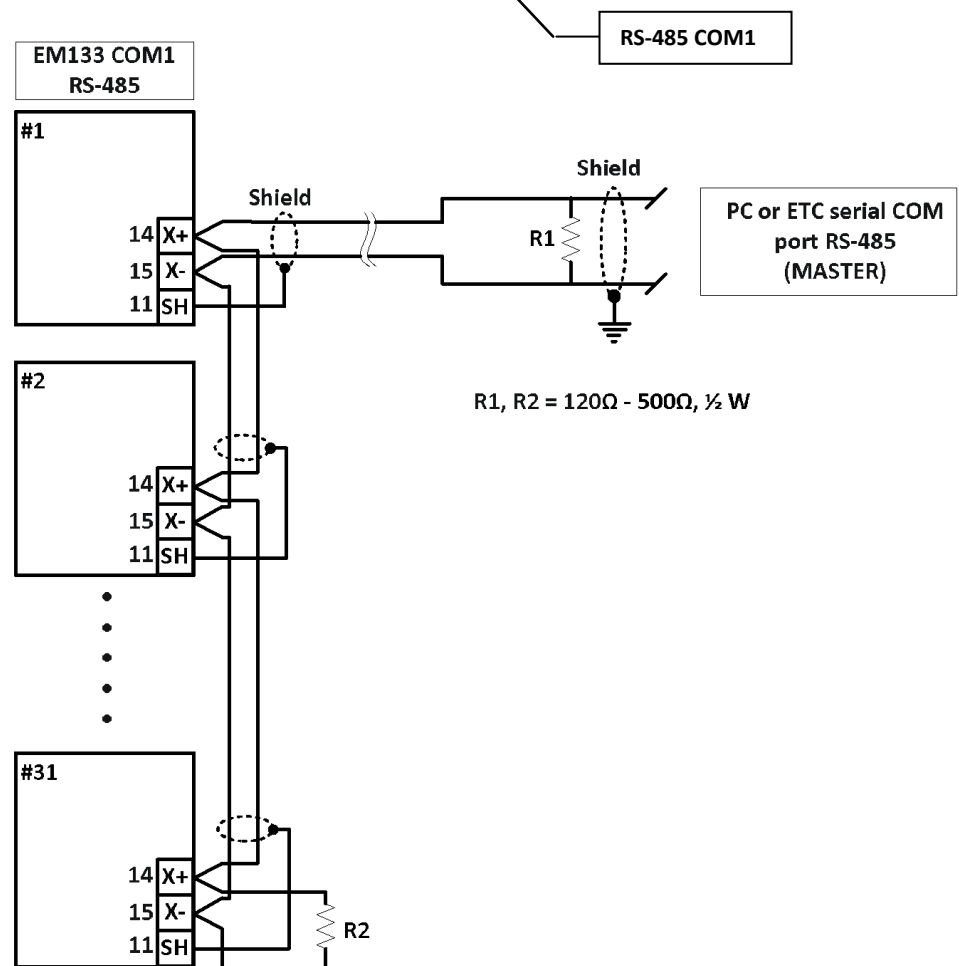 RS-485 COM1
EM133 COM1
RS-485
#1
Shield
Shield
14 X+
15 X-
11 SH
R1
PC or ETC serial COM
port RS-485
(MASTER)
#2
R1, R2 = 120Ω - 500Ω, ½ W
14 X+
15 X-
11 SH
#31
14 X+
15 X-
11 SH
R2